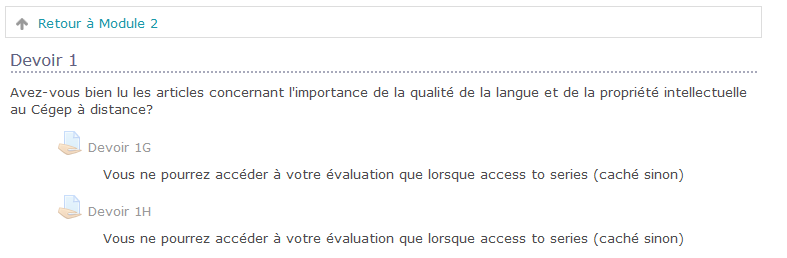 Retour à Module 2
Devoir 1
Avez-vous bien lu les articles concernant l'importance de la qualité de la langue et de la propriété intellectuelle
au Cégep à distance?
Devoir 1G
Vous ne pourrez accéder à votre évaluation que lorsque access to series (caché sinon)
Devoir 1H
Vous ne pourrez accéder à votre évaluation que lorsque access to series (caché sinon)